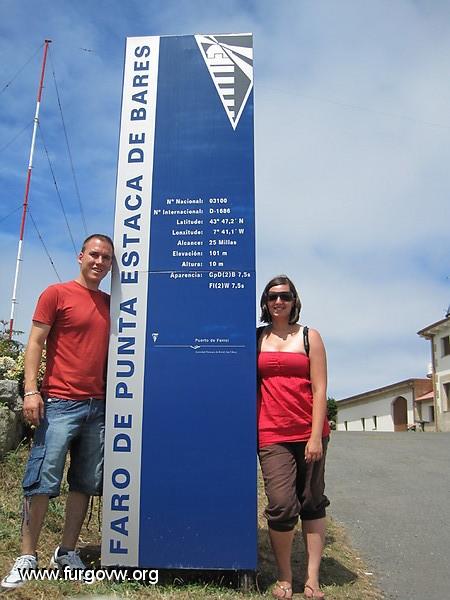 FARO DE PUNTA ESTACA DE BARES
Nº Nacional: 03100
Nº Internacional: D-1686
Latitude: 43º 47,2' N
Lonxitude: 7º 41,1' W
Alcance: 25 Millas
Elevación: 101 m
Altura: 10 m
Aparencia: GpD(2)B 7,5s
Fl(2)W 7,5s
Puerto de Ferrol
www.furgovw.org